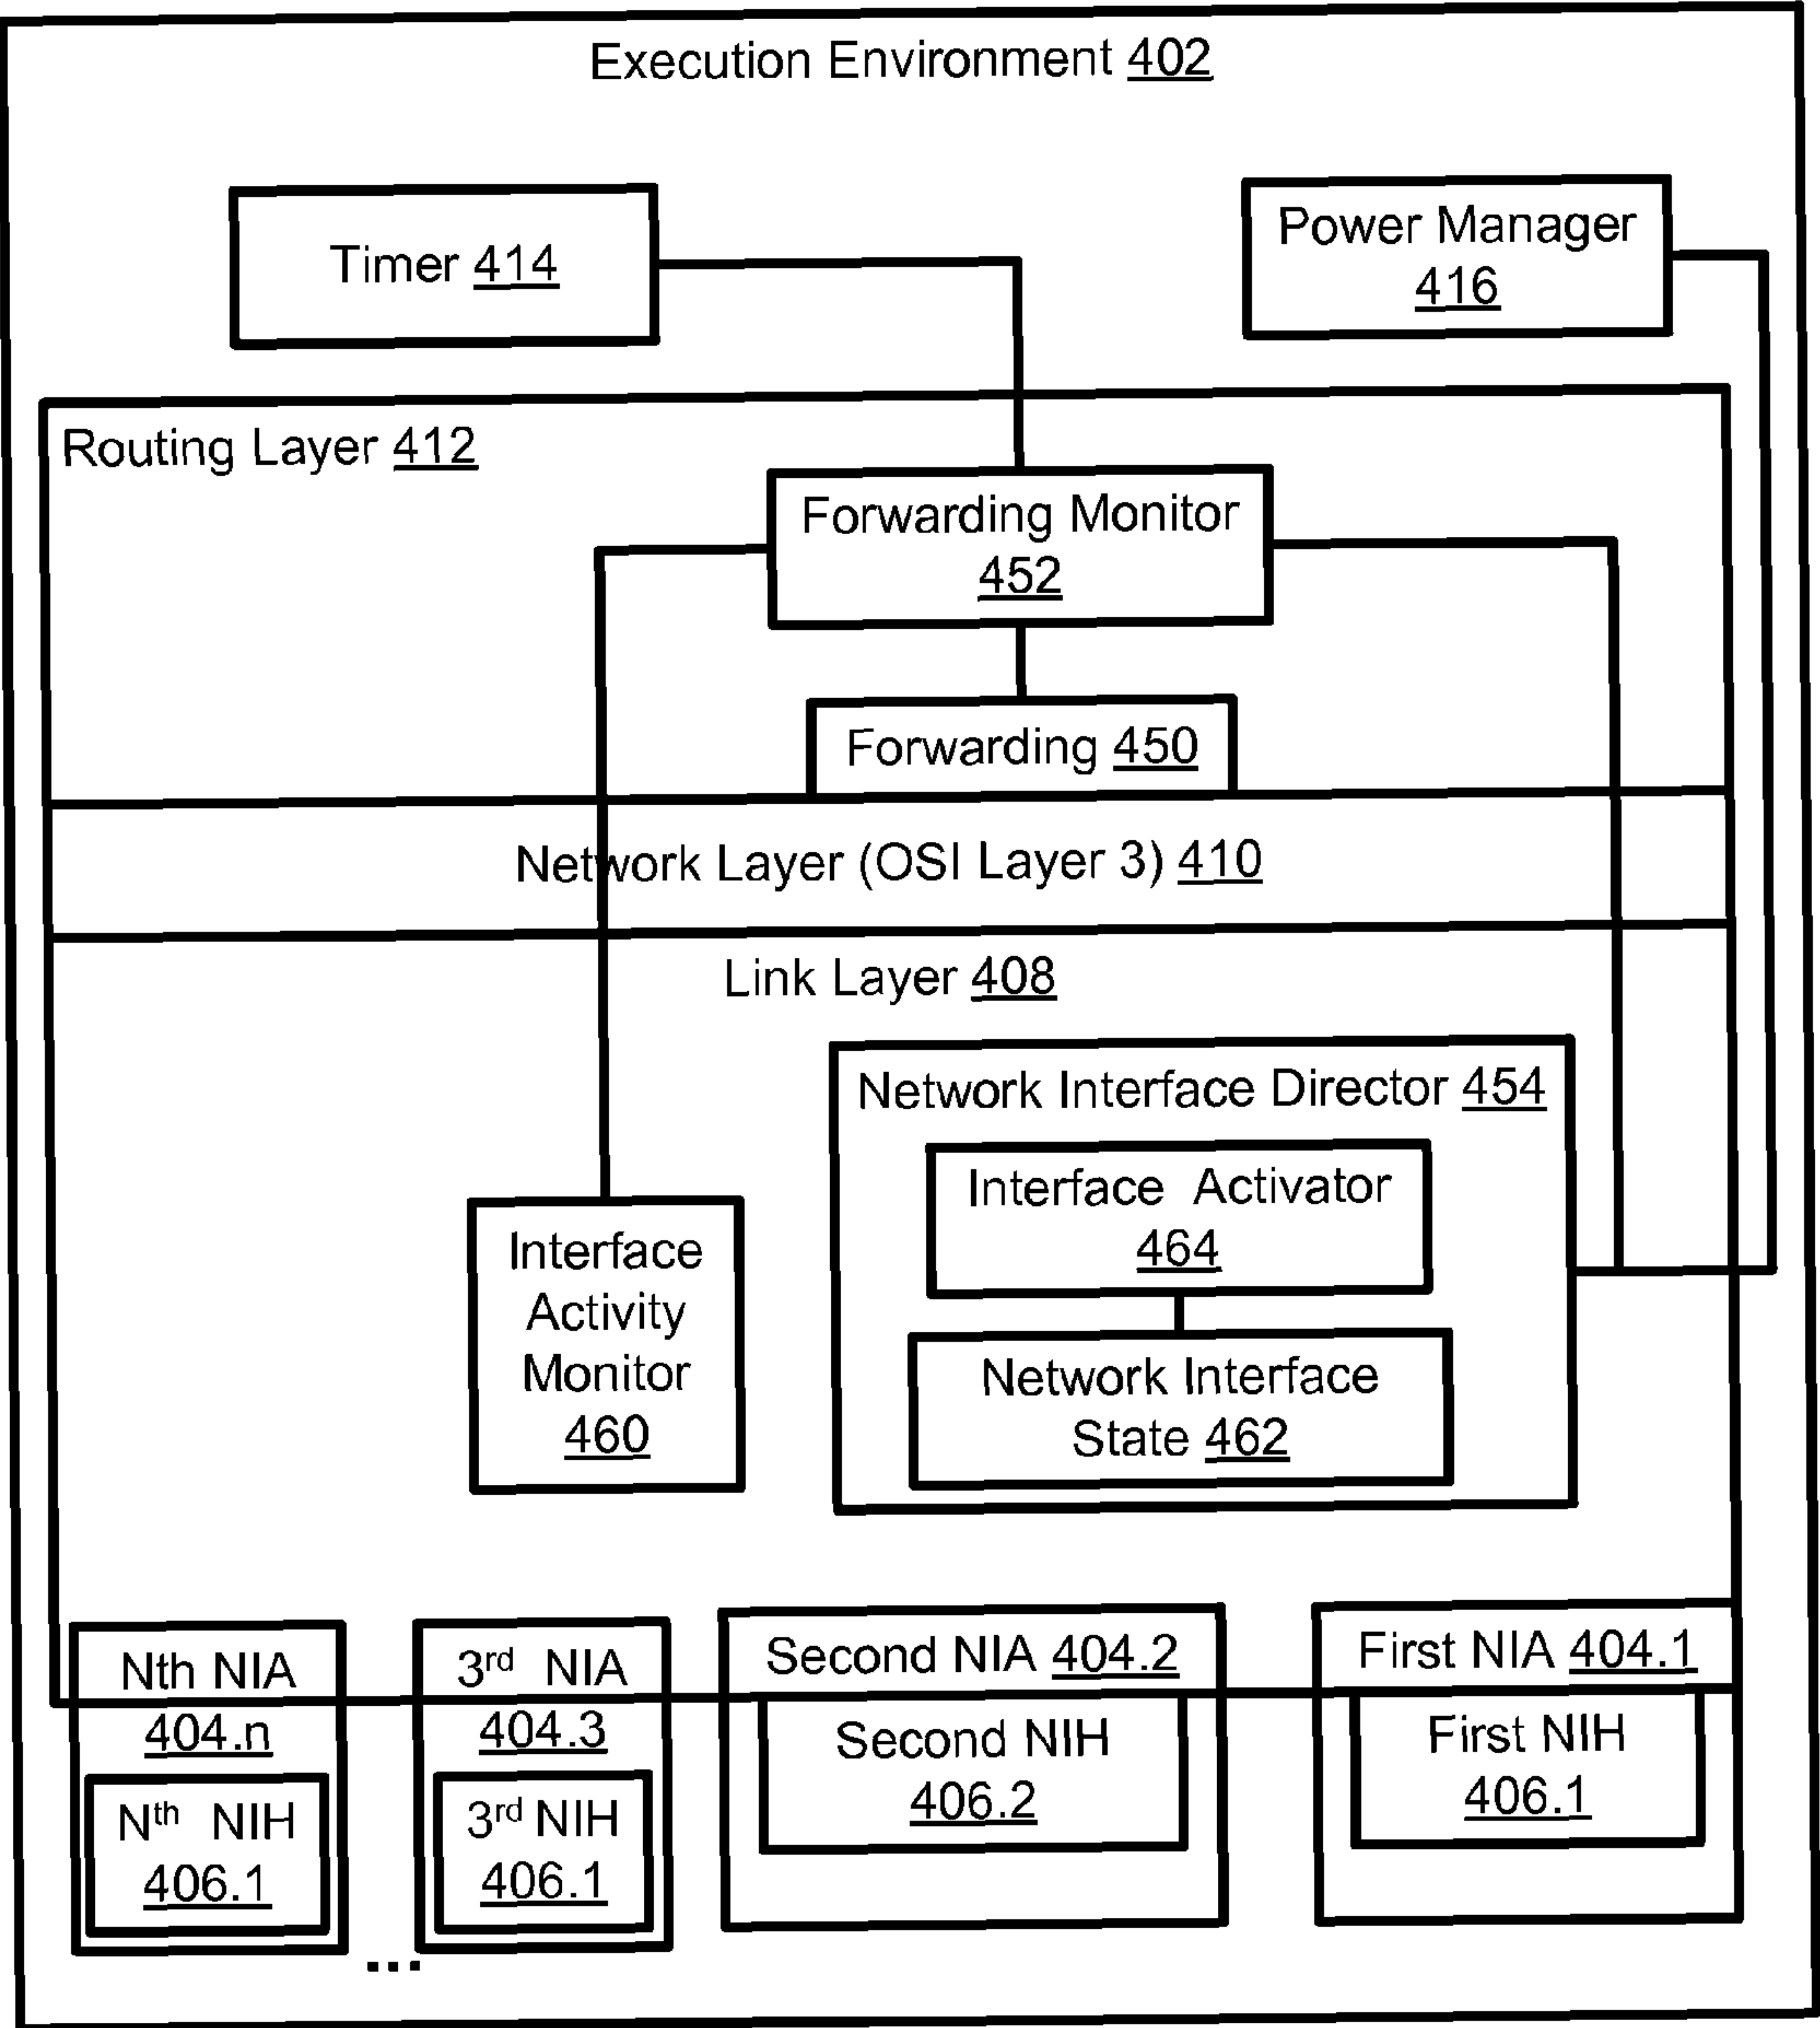 Execution Environment 402
Timer 414
Power Manager
416
Routing Layer 412
Forwarding Monitor
452
Forwarding 450
Network Layer (OSI Layer 3) 410
Link Layer 408
Network Interface Director 454
Interface Activator
464
Network Interface
State 462
Interface
Activity
Monitor
460
Nth NIA
404.n
Nth NIH
406.1
...
3rd NIA
404.3
3rd NIH
406.1
Second NIA 404.2
Second NIH
406.2
First NIA 404.1
First NIH
406.1